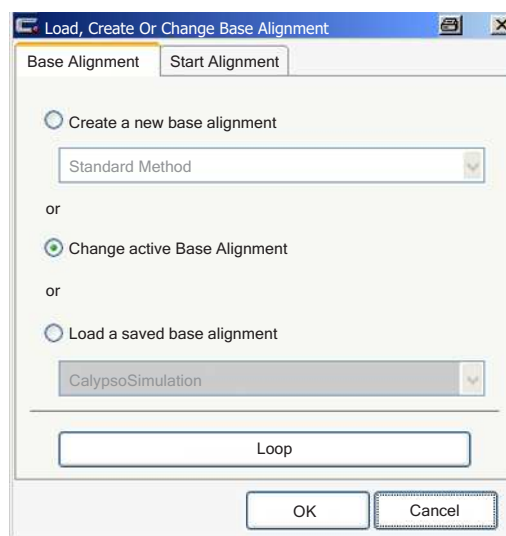 Load, Create Or Change Base Alignment
Base Alignment
Start Alignment
Create a new base alignment
Standard Method
or
Change active Base Alignment
or
Load a saved base alignment
CalypsoSimulation
Loop
OK
Cancel